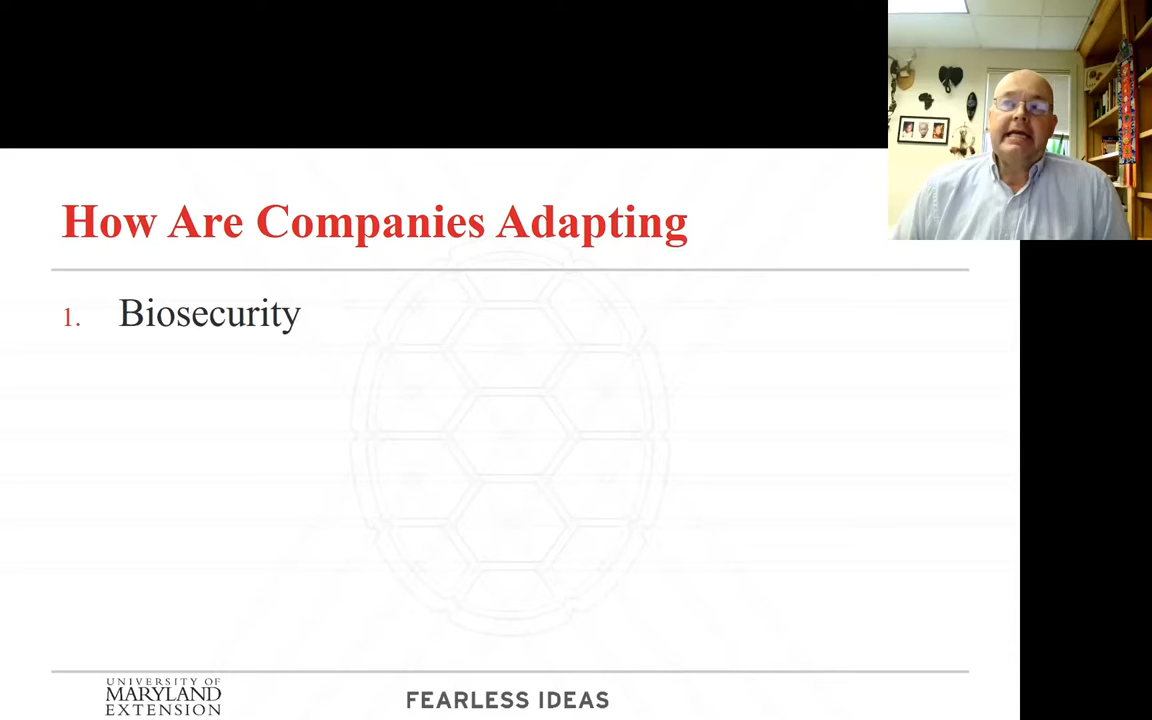 How Are Companies Adapting
1. Biosecurity
UNIVERSITY OF
MARYLAND
EXTENSION
FEARLESS IDEAS